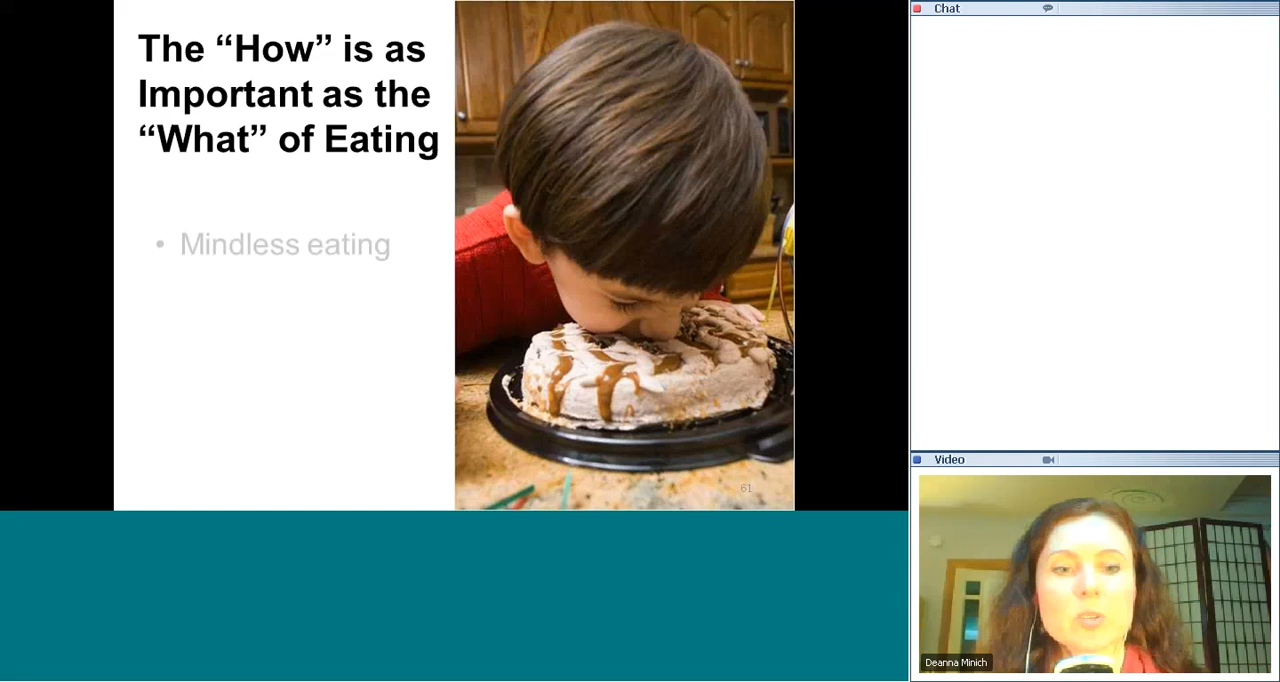 The “How” is as
Important as the
“What” of Eating
• Mindless eating
61
Chat
Video
Deanna Minich